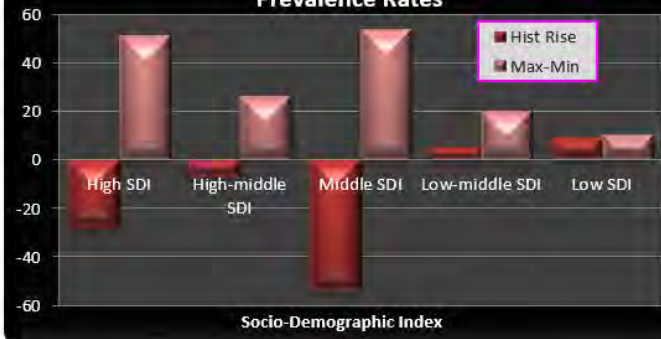 Prevalence Rates
60
40
20
0
-20
-40
-60
Hist Rise
Max-Min
High SDI
High-middle
SDI
Middle SDI
Low-middle SDI
Low SDI
Socio-Demographic Index